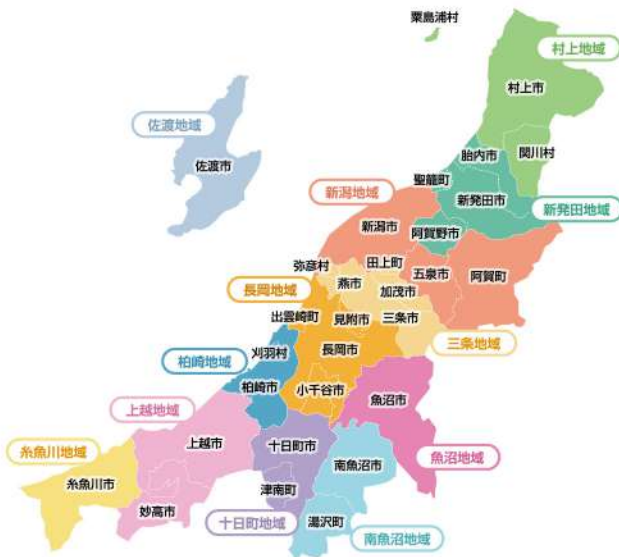 粟島浦村
村上地域
村上市
佐渡地域
関川村
胎内市
佐渡市
聖籠町
新発田市
新潟地域
新発田地域
新潟市
阿賀野市
弥彦村
田上町
五泉市
阿賀町
燕市
加茂市
長岡地域
出雲崎町
見附市
三条市
三条地域
刈羽村
長岡市
柏崎地域
柏崎市
小千谷市
魚沼市
上越地域
上越市
十日町市
糸魚川地域
南魚沼市
魚沼地域
糸魚川市
津南町
妙高市
十日町地域
湯沢町
南魚沼地域